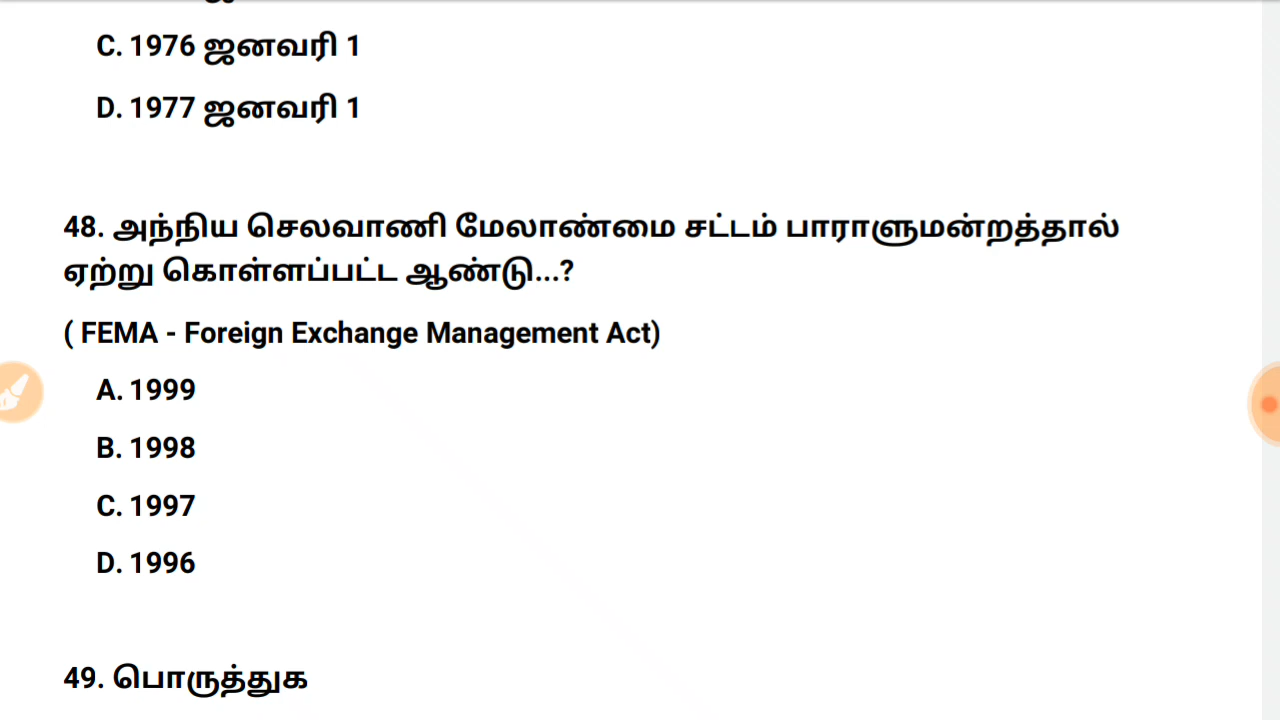 C. 1976 ஜனவரி 1
D. 1977 ஜனவரி 1
48. அந்நிய செலவாணி மேலாண்மை சட்டம் பாராளுமன்றத்தால்
ஏற்று கொள்ளப்பட்ட ஆண்டு...?
( FEMA - Foreign Exchange Management Act)
A. 1999
B. 1998
C. 1997
D. 1996
49. பொருத்துக